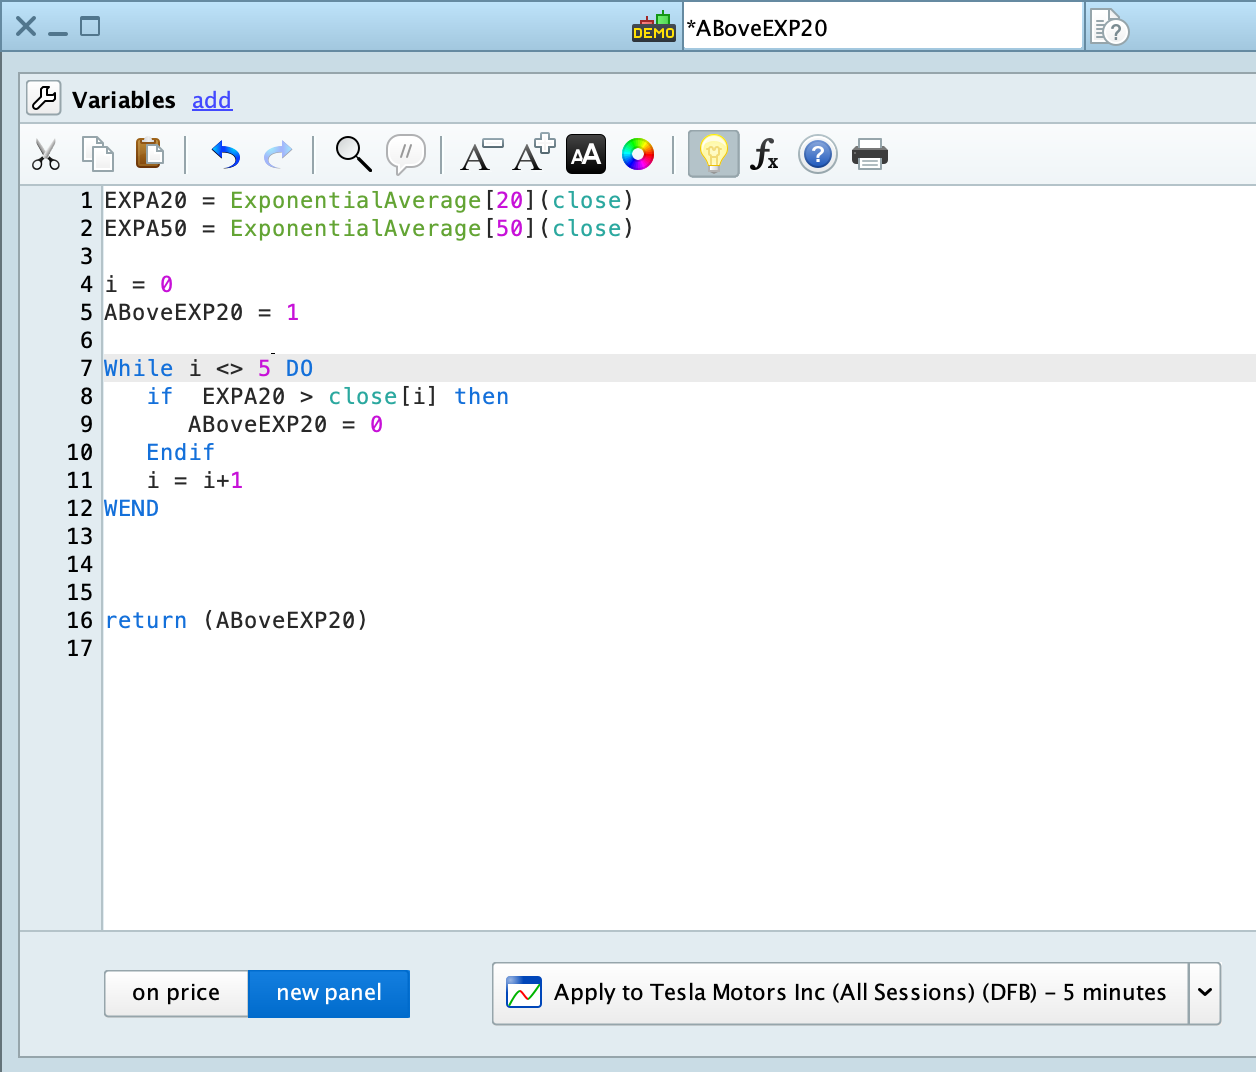 DEMO *ABoveEXP20
Variables add
1 EXPA20 = ExponentialAverage[20](close)
2 EXPA50 = ExponentialAverage[50](close)
3
4 i = 0
5 ABoveEXP20 = 1
6
7 While i <> 5 DO
8 if EXPA20 > close[i] then
9 ABoveEXP20 = 0
10 Endif
11 i = i+1
12 WEND
13
14
15
16 return (ABoveEXP20)
17
on price new panel Apply to Tesla Motors Inc (All Sessions) (DFB) – 5 minutes